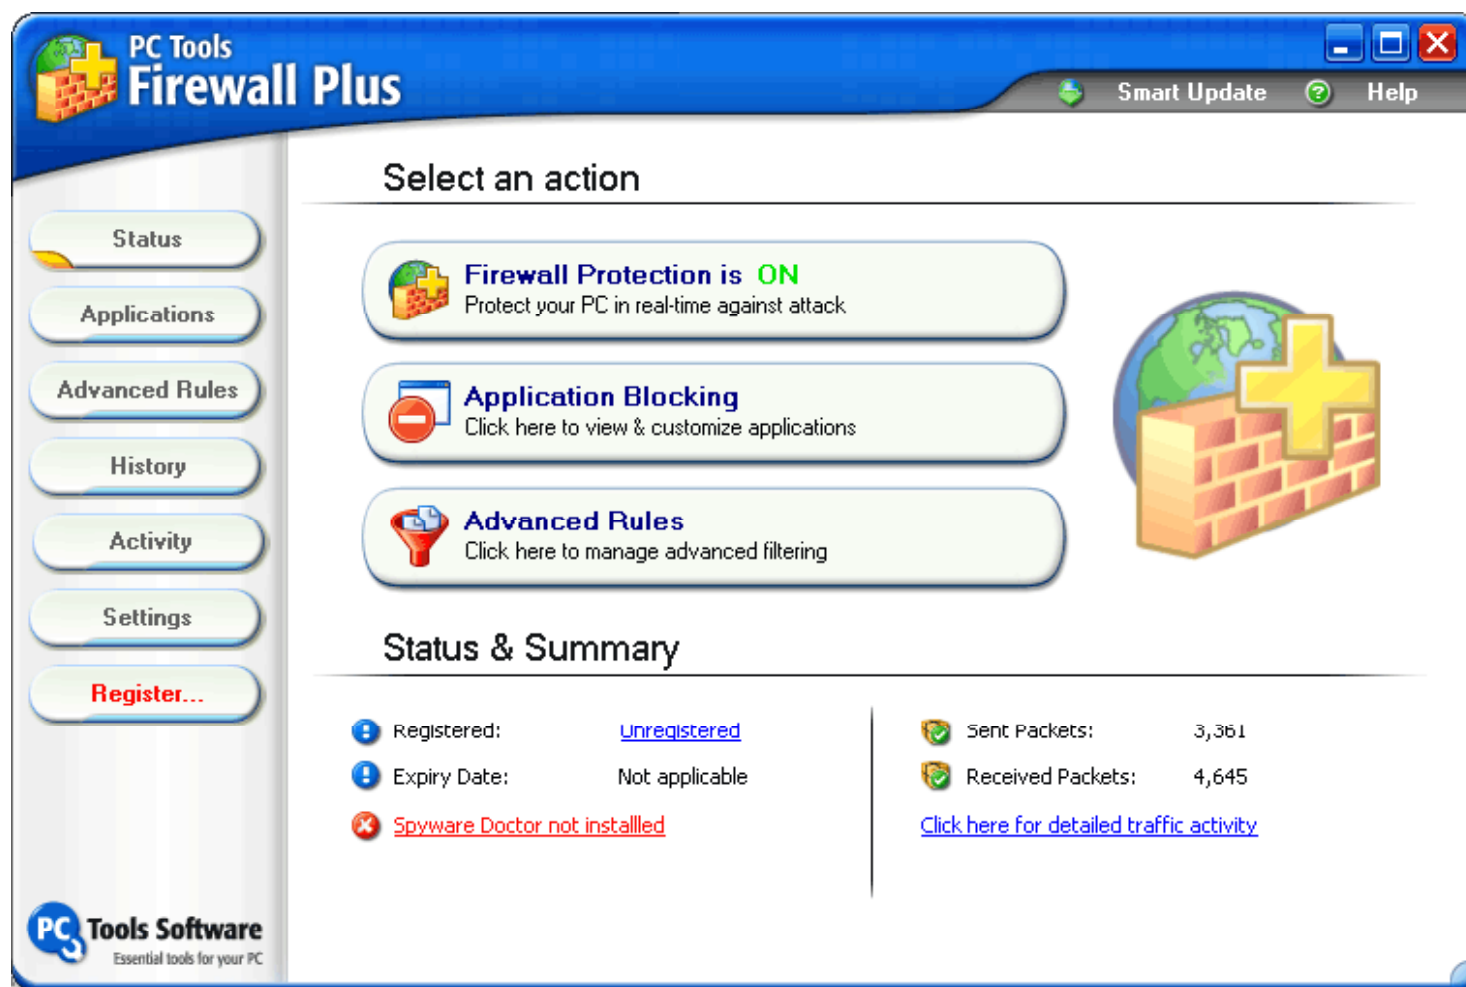 PC Tools
Firewall Plus
Smart Update
Help
Select an action
Status
Applications
Advanced Rules
History
Activity
Settings
Register...
Firewall Protection is ON
Protect your PC in real-time against attack
Application Blocking
Click here to view & customize applications
Advanced Rules
Click here to manage advanced filtering
Status & Summary
Registered: Unregistered
Expiry Date: Not applicable
Spyware Doctor not installled
Sent Packets: 3,361
Received Packets: 4,645
Click here for detailed traffic activity
PC Tools Software
Essential tools for your PC